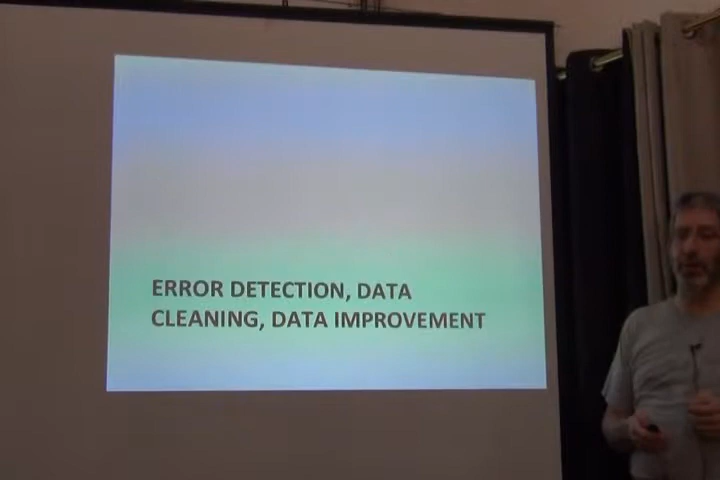 ERROR DETECTION, DATA
CLEANING, DATA IMPROVEMENT